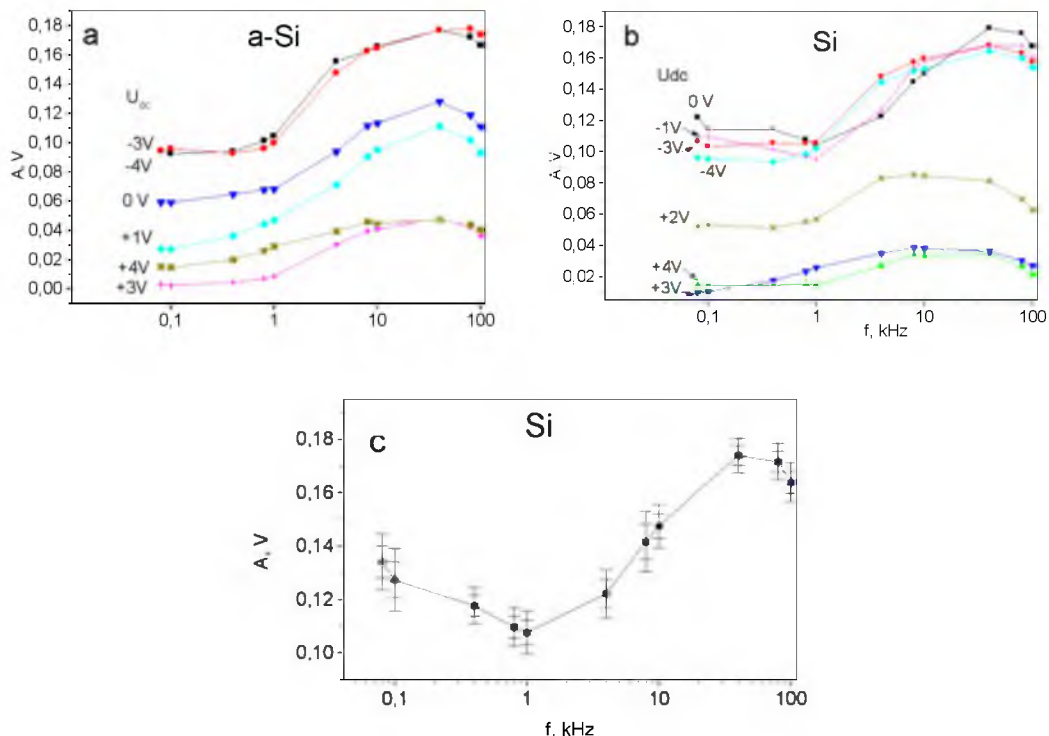 a
a-Si
0,18
0,16
0,14
0,12
0,10
0,08
0,06
0,04
0,02
0,00
A, V
U dc
-3V
-4V
0 V
+1V
+4V
+3V
0,1
1
10
100
b
Si
0,18
0,16
0,14
0,12
0,10
0,08
0,06
0,04
0,02
A, V
Udc
0 V
-1V
-3V
-4V
+2V
+4V
+3V
0,1
1
10
100
f, kHz
c
Si
0,18
0,16
0,14
0,12
0,10
A, V
0,1
1
10
100
f, kHz